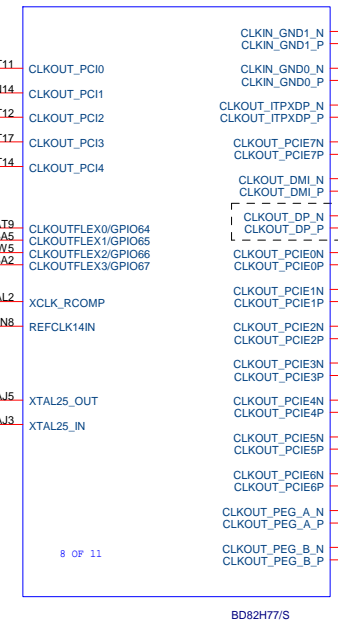 CLKIN_GND1_N
CLKIN_GND1_P
CLKOUT_PCI0
CLKIN_GND0_N
CLKIN_GND0_P
CLKOUT_PCI1
CLKOUT_ITPXDP_N
CLKOUT_ITPXDP_P
CLKOUT_PCI2
CLKOUT_PCI3
CLKOUT_PCIE7N
CLKOUT_PCIE7P
CLKOUT_PCI4
CLKOUT_DMI_N
CLKOUT_DMI_P
CLKOUT_DP_N
CLKOUT_DP_P
CLKOUTFLEX0/GPIO64
CLKOUTFLEX1/GPIO65
CLKOUTFLEX2/GPIO66
CLKOUTFLEX3/GPIO67
CLKOUT_PCIE0N
CLKOUT_PCIE0P
CLKOUT_PCIE1N
CLKOUT_PCIE1P
XCLK_RCOMP
REFCLK14IN
CLKOUT_PCIE2N
CLKOUT_PCIE2P
CLKOUT_PCIE3N
CLKOUT_PCIE3P
XTAL25_OUT
CLKOUT_PCIE4N
CLKOUT_PCIE4P
XTAL25_IN
CLKOUT_PCIE5N
CLKOUT_PCIE5P
CLKOUT_PCIE6N
CLKOUT_PCIE6P
CLKOUT_PEG_A_N
CLKOUT_PEG_A_P
8 OF 11
CLKOUT_PEG_B_N
CLKOUT_PEG_B_P
BD82H77/S